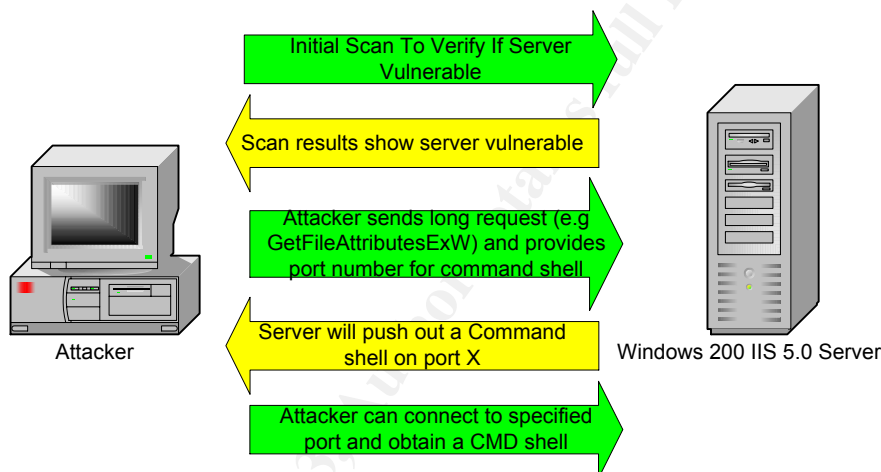 Initial Scan To Verify If Server
Vulnerable
Scan results show server vulnerable
Attacker sends long request (e.g
GetFileAttributesExW) and provides
port number for command shell
Server will push out a Command
shell on port X
Attacker can connect to specified
port and obtain a CMD shell
Attacker
Windows 200 IIS 5.0 Server